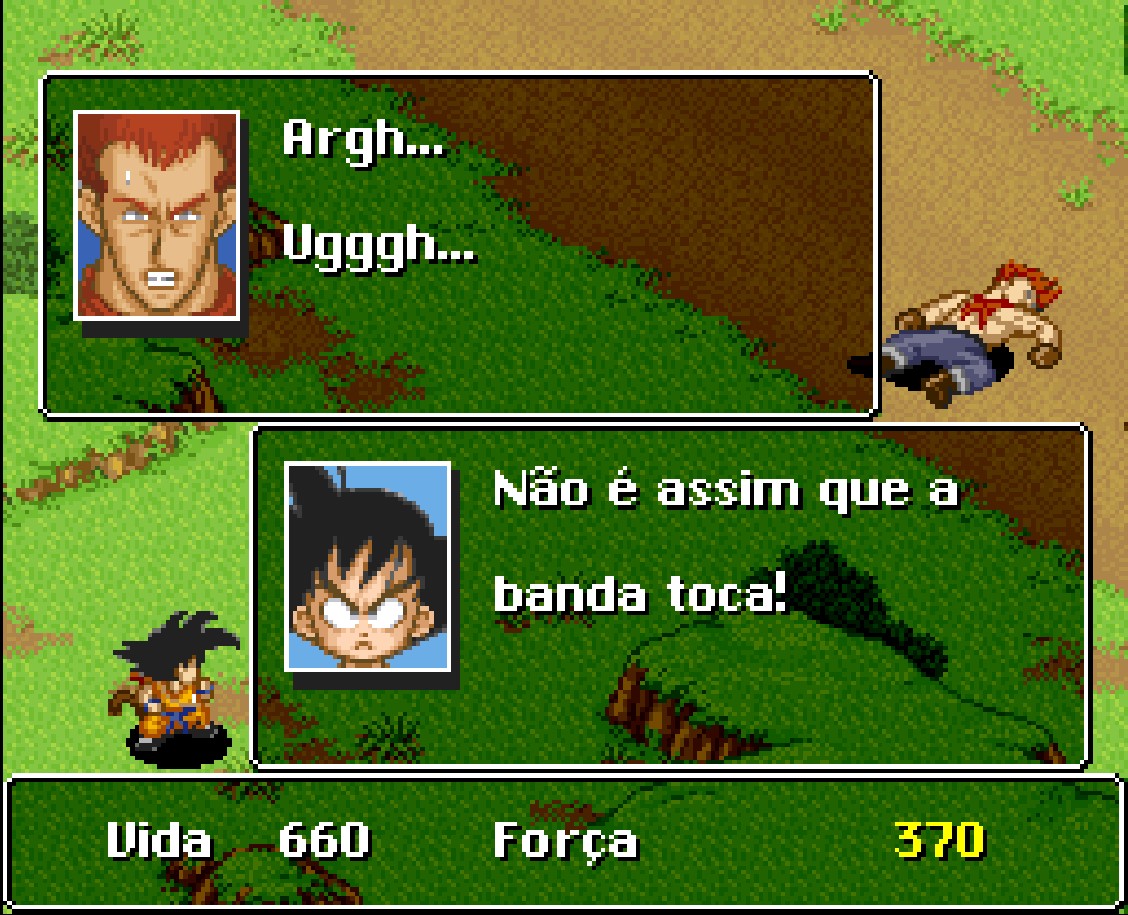 Argh...
Ugggh...
Não é assim que a
banda toca!
Vida 660 Força 370